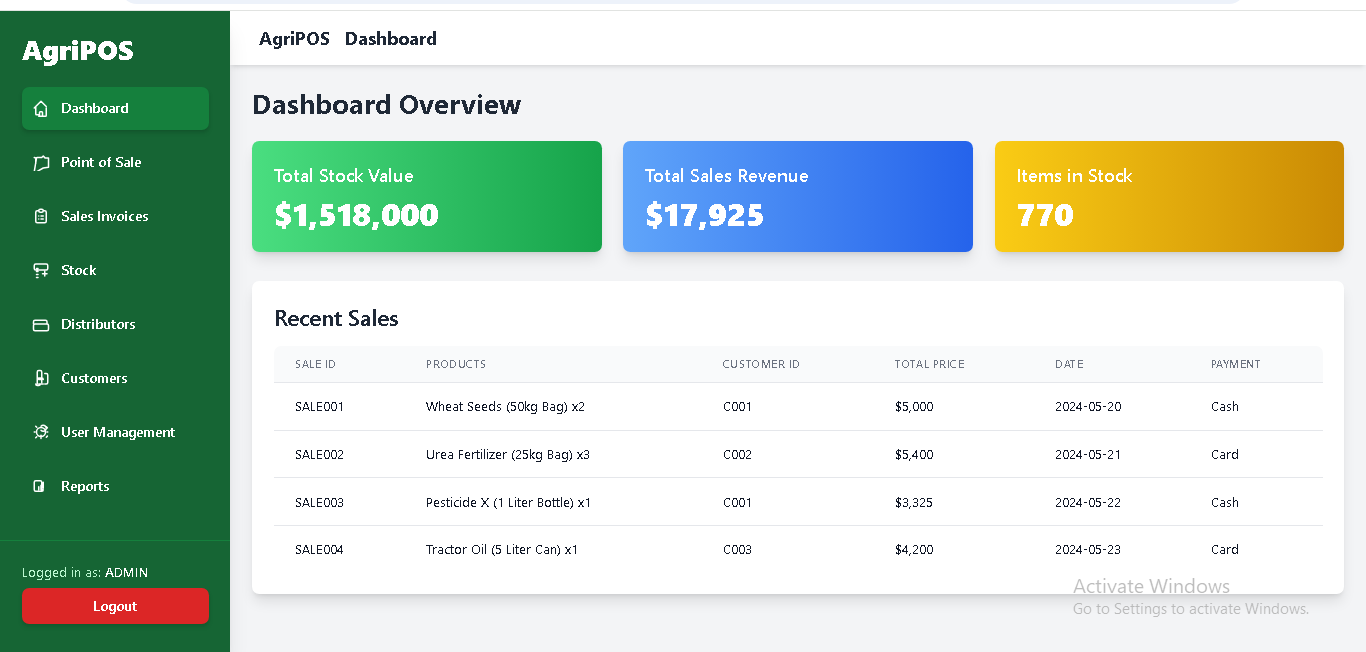 AgriPOS
Dashboard
Point of Sale
Sales Invoices
Stock
Distributors
Customers
User Management
Reports
Logged in as: ADMIN
Logout
AgriPOS Dashboard
Dashboard Overview
Total Stock Value
$1,518,000
Total Sales Revenue
$17,925
Items in Stock
770
Recent Sales
SALE ID PRODUCTS CUSTOMER ID TOTAL PRICE DATE PAYMENT
SALE001 Wheat Seeds (50kg Bag) x2 C001 $5,000 2024-05-20 Cash
SALE002 Urea Fertilizer (25kg Bag) x3 C002 $5,400 2024-05-21 Card
SALE003 Pesticide X (1 Liter Bottle) x1 C001 $3,325 2024-05-22 Cash
SALE004 Tractor Oil (5 Liter Can) x1 C003 $4,200 2024-05-23 Card
Activate Windows
Go to Settings to activate Windows.